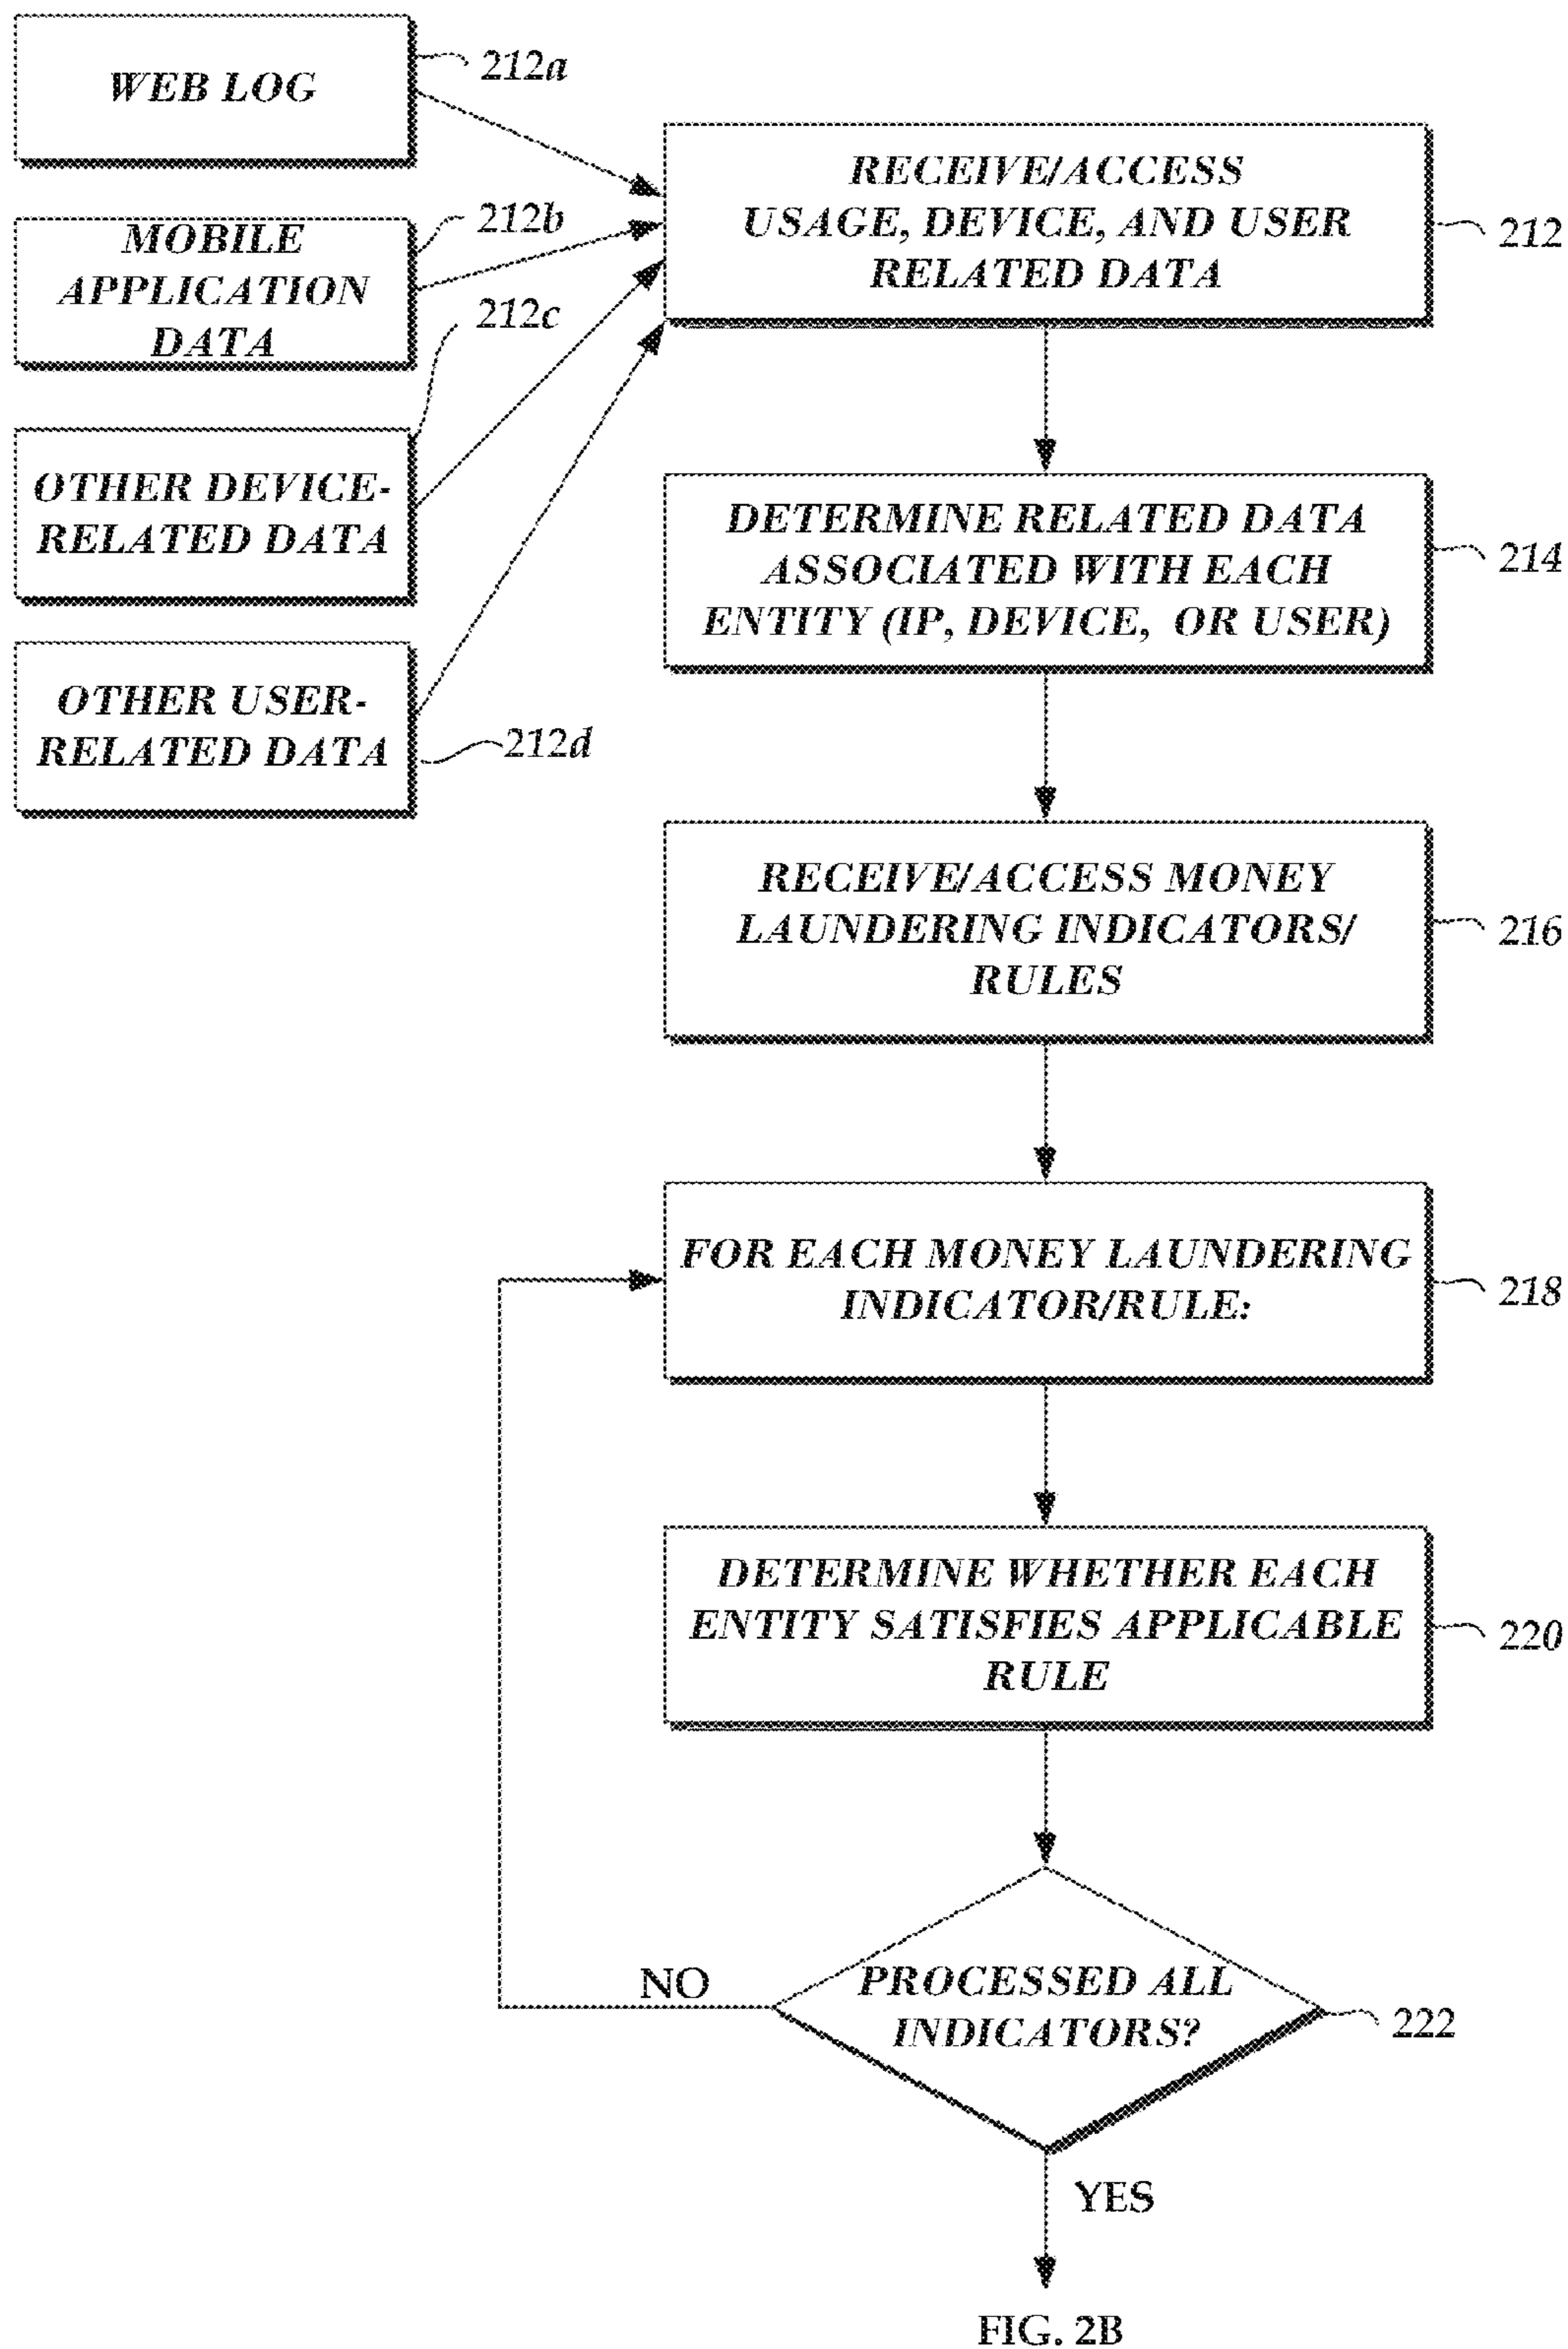 WEB LOG
212a
MOBILE
APPLICATION
DATA
212b
212c
OTHER DEVICE-
RELATED DATA
OTHER USER-
RELATED DATA
212d
RECEIVE/ACCESS
USAGE, DEVICE, AND USER
RELATED DATA
212
DETERMINE RELATED DATA
ASSOCIATED WITH EACH
ENTITY (IP, DEVICE, OR USER)
214
RECEIVE/ACCESS MONEY
LAUNDERING INDICATORS/
RULES
216
FOR EACH MONEY LAUNDERING
INDICATOR/RULE:
218
DETERMINE WHETHER EACH
ENTITY SATISFIES APPLICABLE
RULE
220
PROCESSED ALL
INDICATORS?
222
NO
YES
FIG. 2B